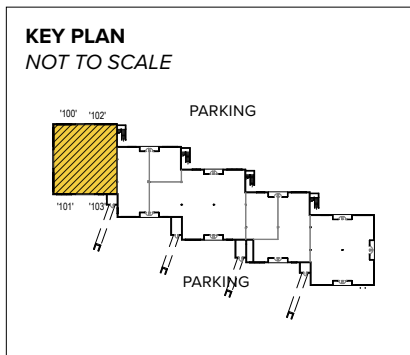 KEY PLAN
NOT TO SCALE
PARKING
'100' '102'
'101' '103'
PARKING